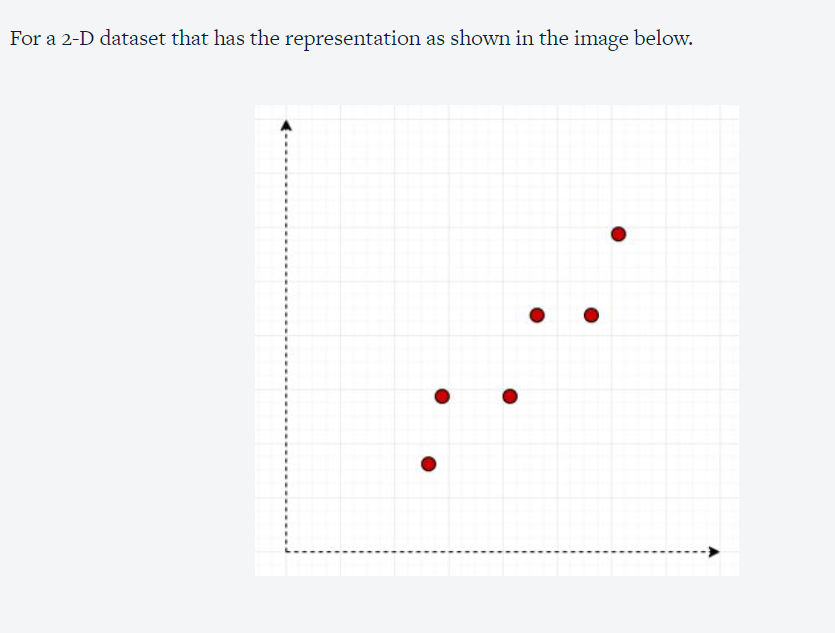 For a 2-D dataset that has the representation as shown in the image below.